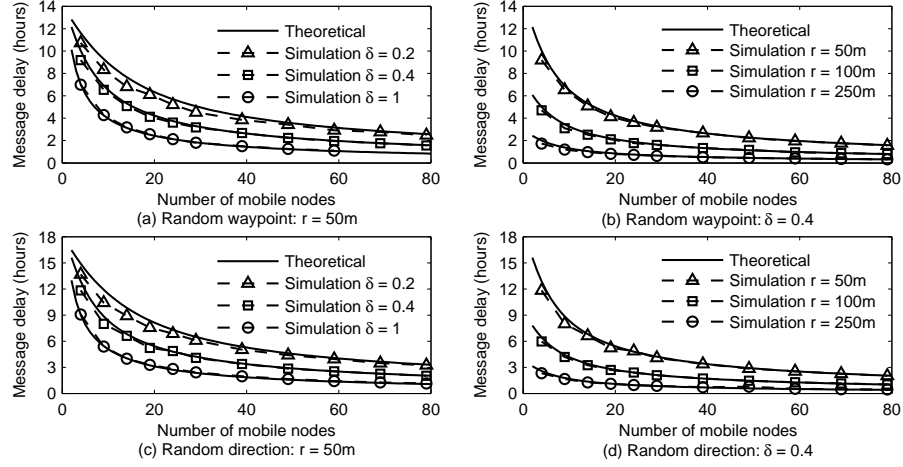 Message delay (hours)
14
12
10
8
6
4
2
0
0
20
40
60
80
Theoretical
Simulation δ = 0.2
Simulation δ = 0.4
Simulation δ = 1
Number of mobile nodes
(a) Random waypoint: r = 50m
Message delay (hours)
14
12
10
8
6
4
2
0
0
20
40
60
80
Theoretical
Simulation r = 50m
Simulation r = 100m
Simulation r = 250m
Number of mobile nodes
(b) Random waypoint: δ = 0.4
Message delay (hours)
18
15
12
9
6
3
0
0
20
40
60
80
Theoretical
Simulation δ = 0.2
Simulation δ = 0.4
Simulation δ = 1
Number of mobile nodes
(c) Random direction: r = 50m
Message delay (hours)
18
15
12
9
6
3
0
0
20
40
60
80
Theoretical
Simulation r = 50m
Simulation r = 100m
Simulation r = 250m
Number of mobile nodes
(d) Random direction: δ = 0.4